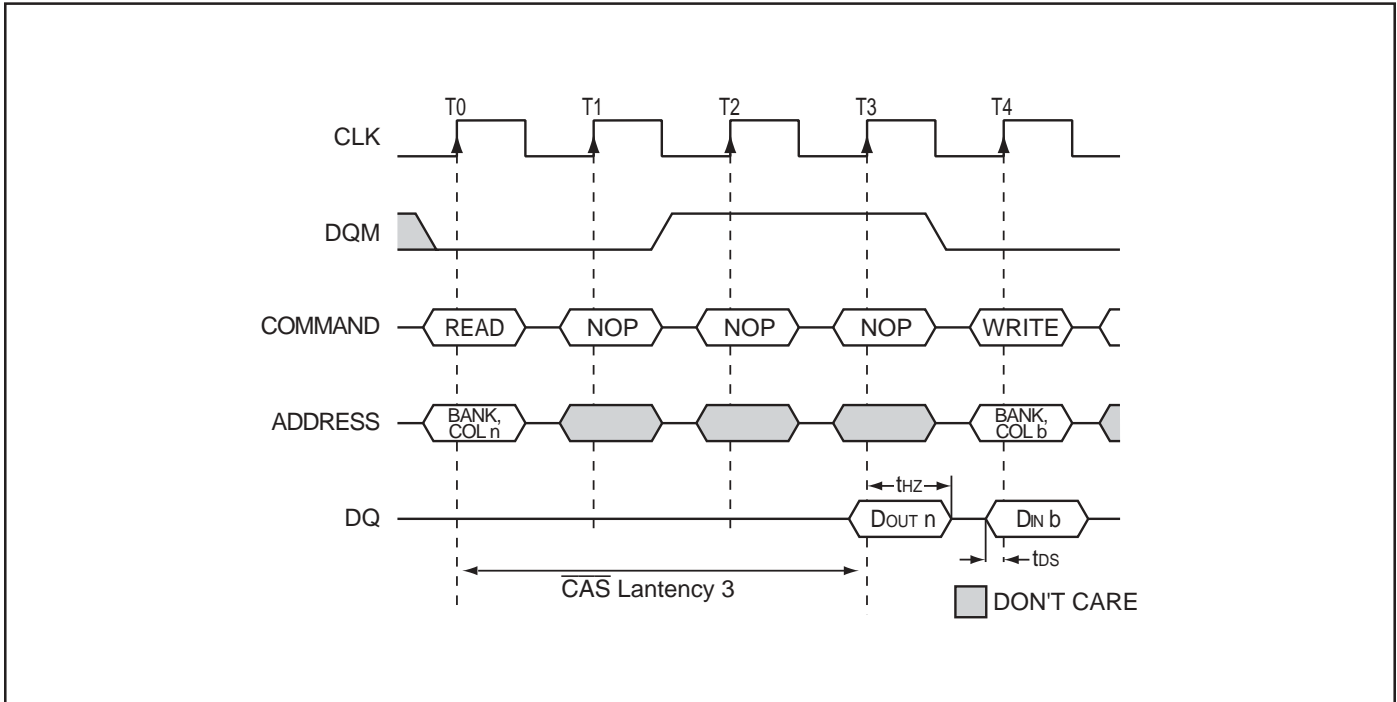 T0 T1 T2 T3 T4
CLK
DQM
COMMAND READ NOP NOP NOP WRITE
ADDRESS BANK, COL n BANK, COL b
tHZ
DQ DOUT n DIN b
tDS
CAS Lantency 3
DON'T CARE